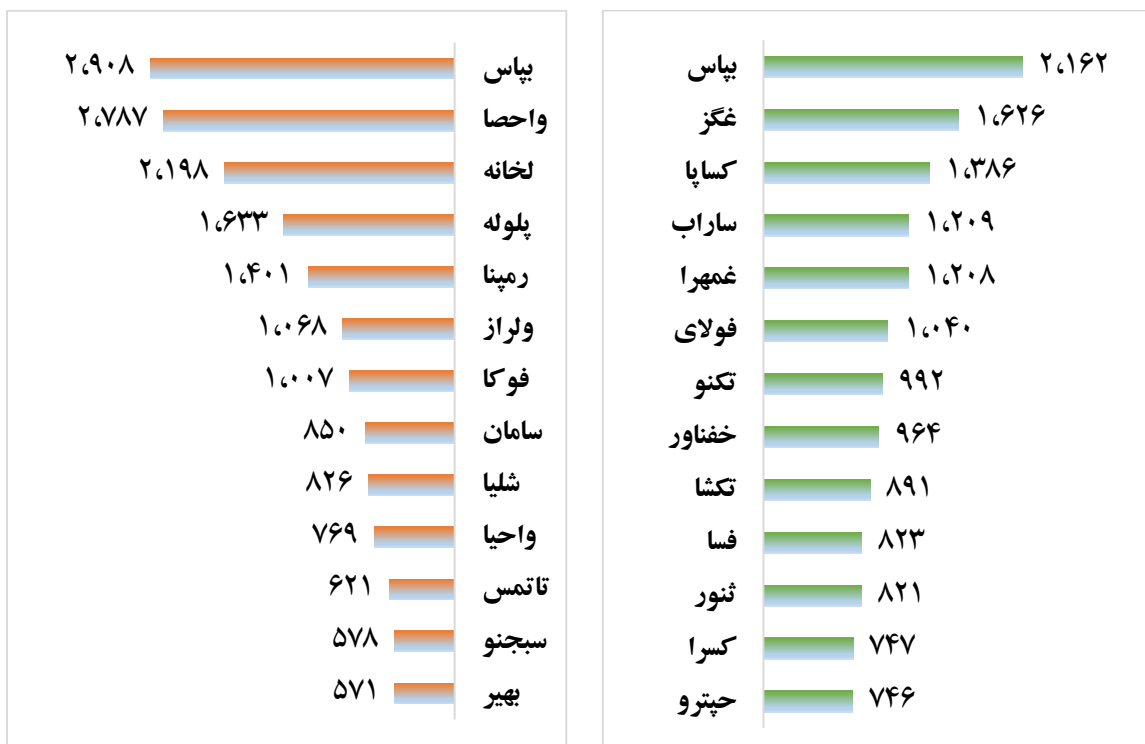 بپاس ۲،۱۶۲
غگز ۱،۶۲۶
کساپا ۱،۳۸۶
ساراب ۱،۲۰۹
غمهرا ۱،۲۰۸
فولای ۱،۰۴۰
تکنو ۹۹۲
خفناور ۹۶۴
تکشا ۸۹۱
فسا ۸۲۳
ثنور ۸۲۱
کسرا ۷۴۷
حپترو ۷۴۶
بپاس ۲،۹۰۸
واحصا ۲،۷۸۷
لخانه ۲،۱۹۸
پلوله ۱،۶۳۳
رمپنا ۱،۴۰۱
ولراز ۱،۰۶۸
فوکا ۱،۰۰۷
سامان ۸۵۰
شلیا ۸۲۶
واحیا ۷۶۹
تاتمس ۶۲۱
سبجنو ۵۷۸
بهیر ۵۷۱